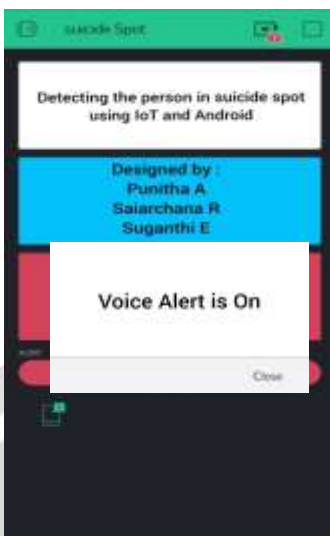 suicide Spot
Detecting the person in suicide spot
using IoT and Android
Designed by :
Punitha A
Saiarchana R
Suganthi E
Voice Alert is On
ALERT
Close